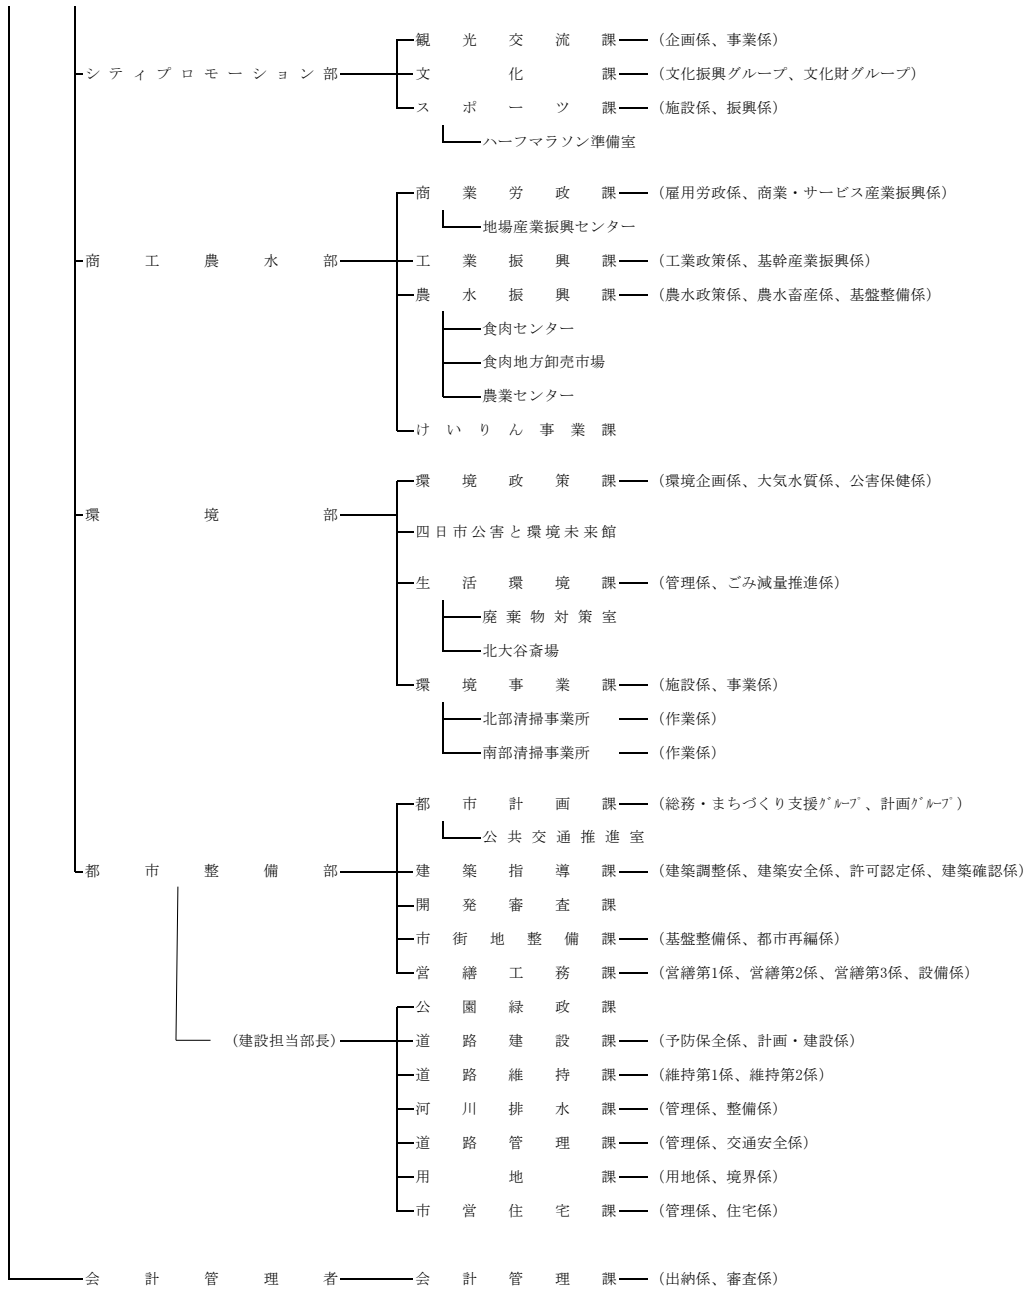 観光交流課 (企画係、事業係)
シティプロモーション部 文化課 (文化振興グループ、文化財グループ)
スポーツ課 (施設係、振興係)
ハーフマラソン準備室
商業労政課 (雇用労政係、商業・サービス産業振興係)
地場産業振興センター
商工農水部 工業振興課 (工業政策係、基幹産業振興係)
農水振興課 (農水政策係、農水畜産係、基盤整備係)
食肉センター
食肉地方卸売市場
農業センター
けいりん事業課
環境政策課 (環境企画係、大気水質係、公害保健係)
環境部
四日市公害と環境未来館
生活環境課 (管理係、ごみ減量推進係)
廃棄物対策室
北大谷斎場
環境事業課 (施設係、事業係)
北部清掃事業所 (作業係)
南部清掃事業所 (作業係)
都市計画課 (総務・まちづくり支援ｸﾞﾙｰﾌﾟ、計画ｸﾞﾙｰﾌﾟ)
公共交通推進室
都市整備部 建築指導課 (建築調整係、建築安全係、許可認定係、建築確認係)
開発審査課
市街地整備課 (基盤整備係、都市再編係)
営繕工務課 (営繕第1係、営繕第2係、営繕第3係、設備係)
公園緑政課
(建設担当部長) 道路建設課 (予防保全係、計画・建設係)
道路維持課 (維持第1係、維持第2係)
河川排水課 (管理係、整備係)
道路管理課 (管理係、交通安全係)
用地課 (用地係、境界係)
市営住宅課 (管理係、住宅係)
会計管理者 会計管理課 (出納係、審査係)